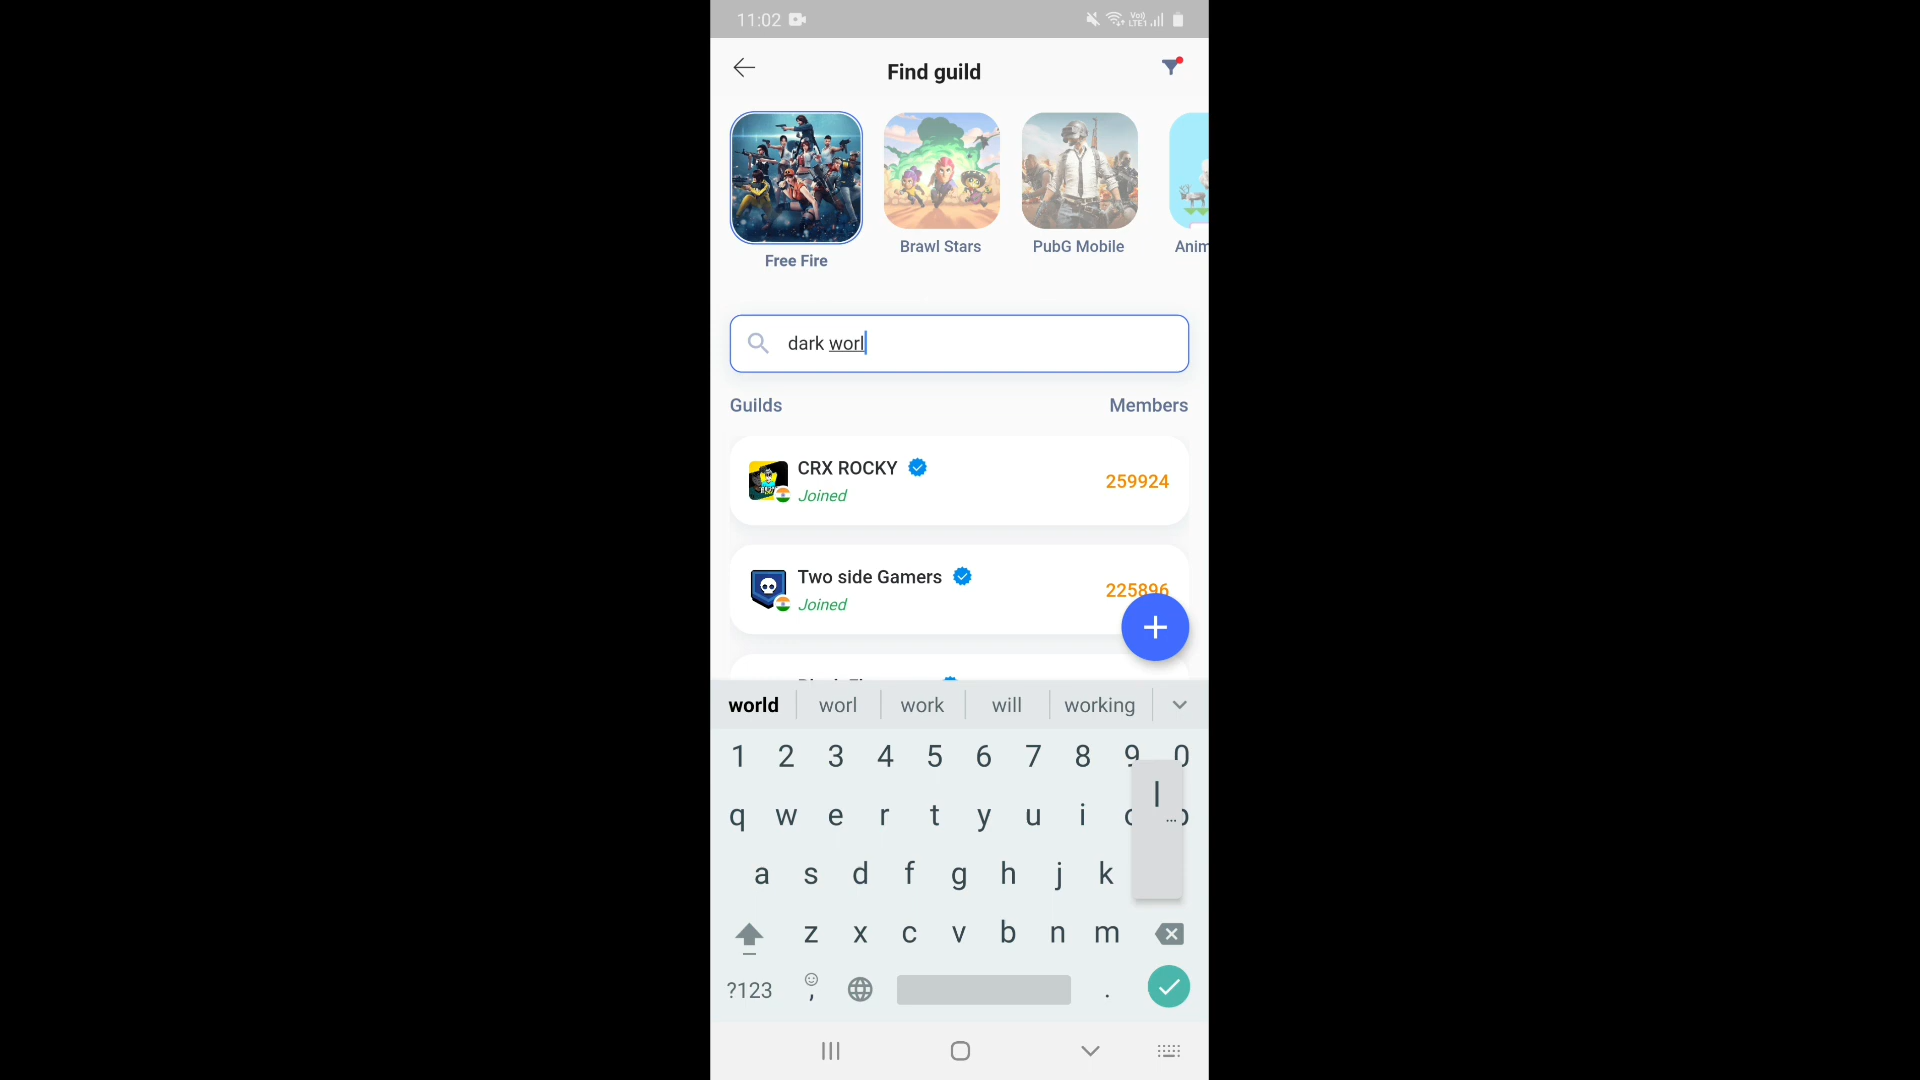 11:02
Vo)) LTE1
Find guild
Free Fire
Brawl Stars
PubG Mobile
Anim
dark worl
Guilds
Members
CRX ROCKY
Joined
259924
Two side Gamers
Joined
225896
world
worl
work
will
working
1 2 3 4 5 6 7 8 9 0
l
q w e r t y u i o p
...
a s d f g h j k
z x c v b n m
?123 , .